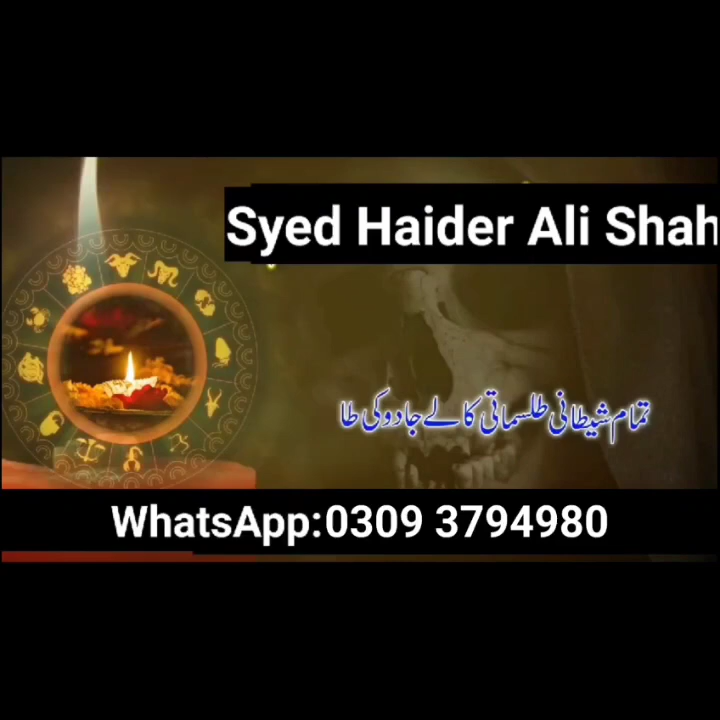 Syed Haider Ali Shah
تمام شیطانی طلسماتی کالے جادو کی طا
WhatsApp:0309 3794980